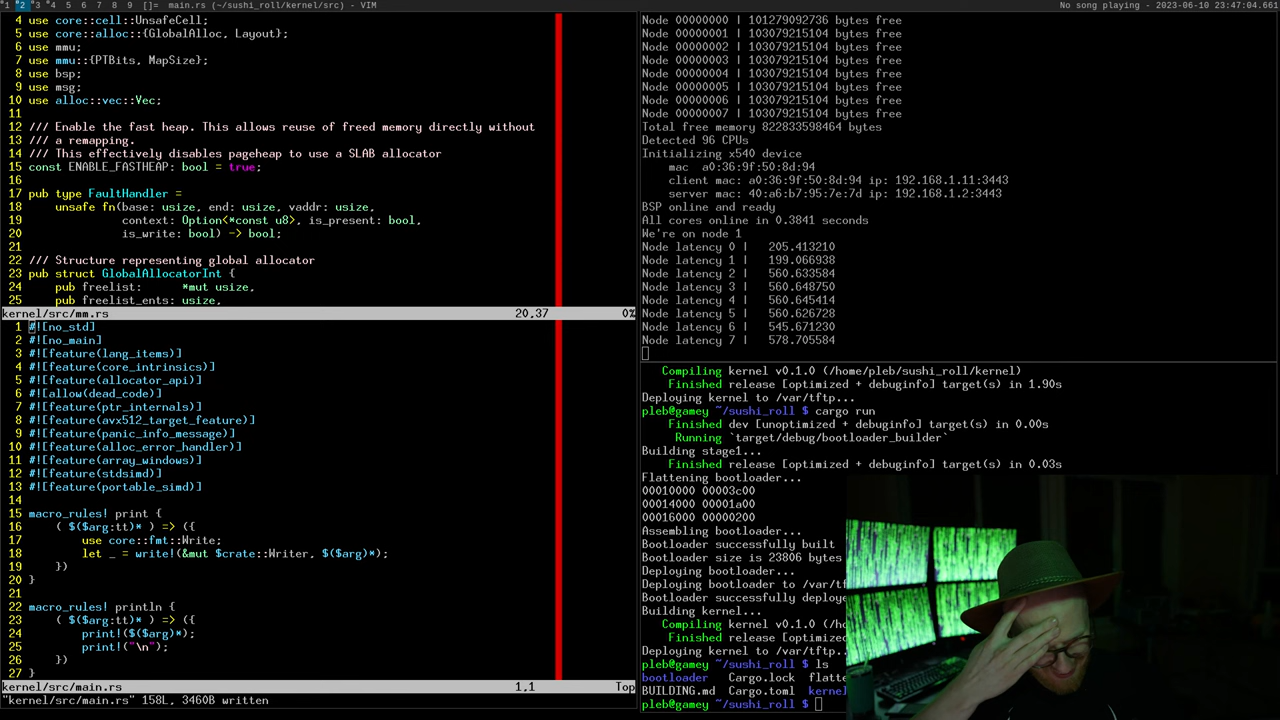 1 2 3 4 5 6 7 8 9 []= main.rs (~/sushi_roll/kernel/src) - VIM
No song playing - 2023-06-10 23:47:04.661
4 use core::cell::UnsafeCell;
5 use core::alloc::{GlobalAlloc, Layout};
6 use mmu;
7 use mmu::{PTBits, MapSize};
8 use bsp;
9 use msg;
10 use alloc::vec::Vec;
11
12 /// Enable the fast heap. This allows reuse of freed memory directly without
13 /// a remapping.
14 /// This effectively disables pageheap to use a SLAB allocator
15 const ENABLE_FASTHEAP: bool = true;
16
17 pub type FaultHandler =
18     unsafe fn(base: usize, end: usize, vaddr: usize,
19               context: Option<*const u8>, is_present: bool,
20               is_write: bool) -> bool;
21
22 /// Structure representing global allocator
23 pub struct GlobalAllocatorInt {
24     pub freelist:      *mut usize,
25     pub freelist_ents: usize,
kernel/src/mm.rs 20,37 0%
1 #![no_std]
2 #![no_main]
3 #![feature(lang_items)]
4 #![feature(core_intrinsics)]
5 #![feature(allocator_api)]
6 #![allow(dead_code)]
7 #![feature(ptr_internals)]
8 #![feature(avx512_target_feature)]
9 #![feature(panic_info_message)]
10 #![feature(alloc_error_handler)]
11 #![feature(array_windows)]
12 #![feature(stdsimd)]
13 #![feature(portable_simd)]
14
15 macro_rules! print {
16     ( $($arg:tt)* ) => ({
17         use core::fmt::Write;
18         let _ = write!(&mut $crate::Writer, $($arg)*);
19     })
20 }
21
22 macro_rules! println {
23     ( $($arg:tt)* ) => ({
24         print!($($arg)*);
25         print!("\n");
26     })
27 }
kernel/src/main.rs 1,1 Top
"kernel/src/main.rs" 158L, 3460B written
Node 00000000 | 101279092736 bytes free
Node 00000001 | 103079215104 bytes free
Node 00000002 | 103079215104 bytes free
Node 00000003 | 103079215104 bytes free
Node 00000004 | 103079215104 bytes free
Node 00000005 | 103079215104 bytes free
Node 00000006 | 103079215104 bytes free
Node 00000007 | 103079215104 bytes free
Total free memory 822833598464 bytes
Detected 96 CPUs
Initializing x540 device
    mac  a0:36:9f:50:8d:94
    client mac: a0:36:9f:50:8d:94 ip: 192.168.1.11:3443
    server mac: 40:a6:b7:95:7e:7d ip: 192.168.1.2:3443
BSP online and ready
All cores online in 0.3841 seconds
We're on node 1
Node latency 0 |   205.413210
Node latency 1 |   199.066938
Node latency 2 |   560.633584
Node latency 3 |   560.648750
Node latency 4 |   560.645414
Node latency 5 |   560.626728
Node latency 6 |   545.671230
Node latency 7 |   578.705584
   Compiling kernel v0.1.0 (/home/pleb/sushi_roll/kernel)
    Finished release [optimized + debuginfo] target(s) in 1.90s
Deploying kernel to /var/tftp...
pleb@gamey ~/sushi_roll $ cargo run
    Finished dev [unoptimized + debuginfo] target(s) in 0.00s
     Running `target/debug/bootloader_builder`
Building stage1...
    Finished release [optimized + debuginfo] target(s) in 0.03s
Flattening bootloader...
00010000 00003c00
00014000 00001a00
00016000 00000200
Assembling bootloader...
Bootloader successfully built
Bootloader size is 23806 bytes
Deploying bootloader...
Deploying bootloader to /var/tf
Bootloader successfully deploye
Building kernel...
   Compiling kernel v0.1.0 (/ho
    Finished release [optimized
Deploying kernel to /var/tftp..
pleb@gamey ~/sushi_roll $ ls
bootloader   Cargo.lock  flatte
BUILDING.md  Cargo.toml  kernel
pleb@gamey ~/sushi_roll $